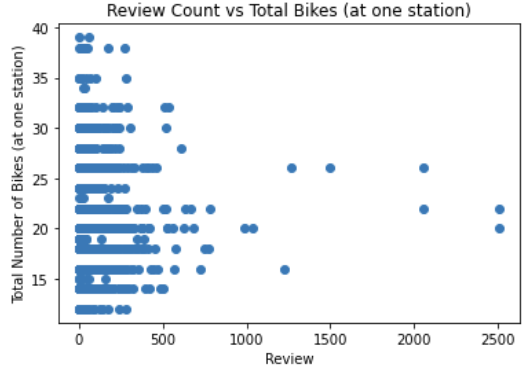 Review Count vs Total Bikes (at one station)
Total Number of Bikes (at one station)
40
35
30
25
20
15
0 500 1000 1500 2000 2500
Review